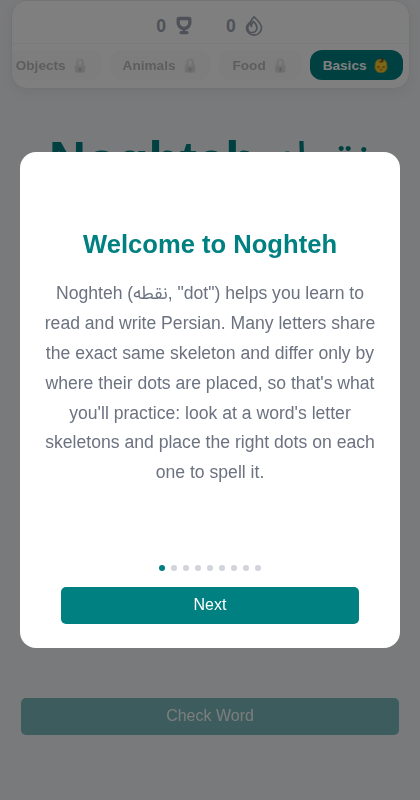 0 0
Objects Animals Food Basics
Noghteh نقطه
Welcome to Noghteh
Noghteh (نقطه, "dot") helps you learn to
read and write Persian. Many letters share
the exact same skeleton and differ only by
where their dots are placed, so that's what
you'll practice: look at a word's letter
skeletons and place the right dots on each
one to spell it.
Next
Check Word